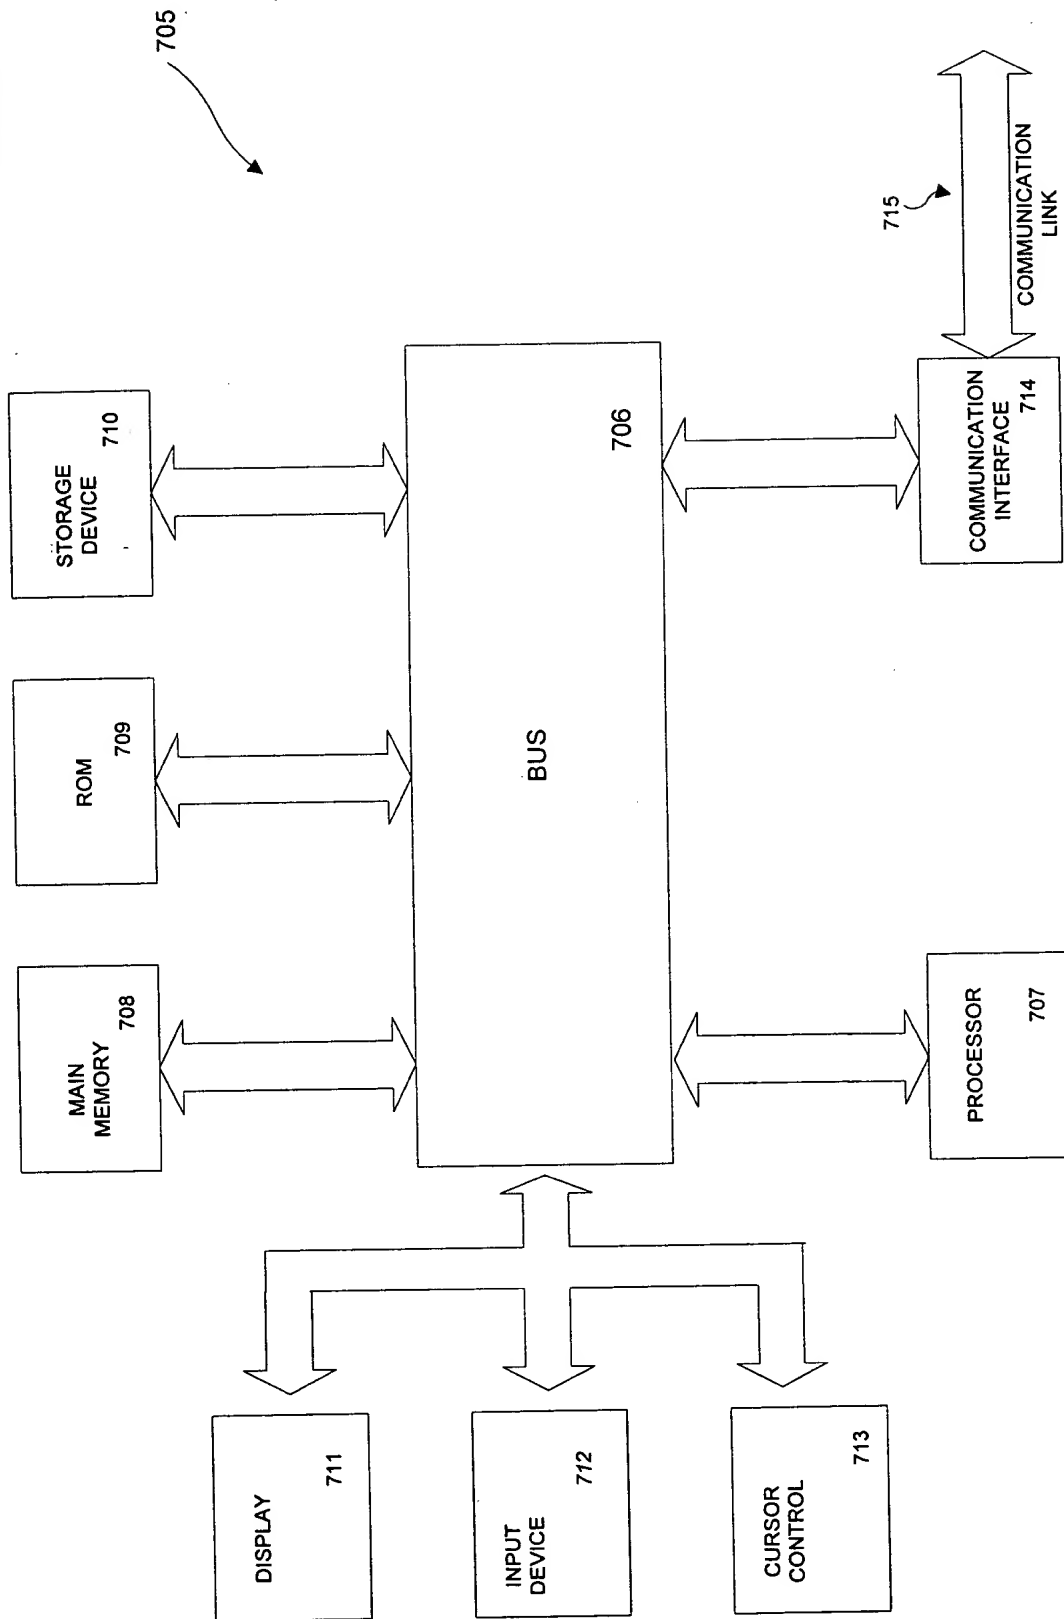 705
MAIN
MEMORY
708
ROM
709
STORAGE
DEVICE
710
DISPLAY
711
INPUT
DEVICE
712
CURSOR
CONTROL
713
BUS
706
PROCESSOR
707
COMMUNICATION
INTERFACE
714
715
COMMUNICATION
LINK